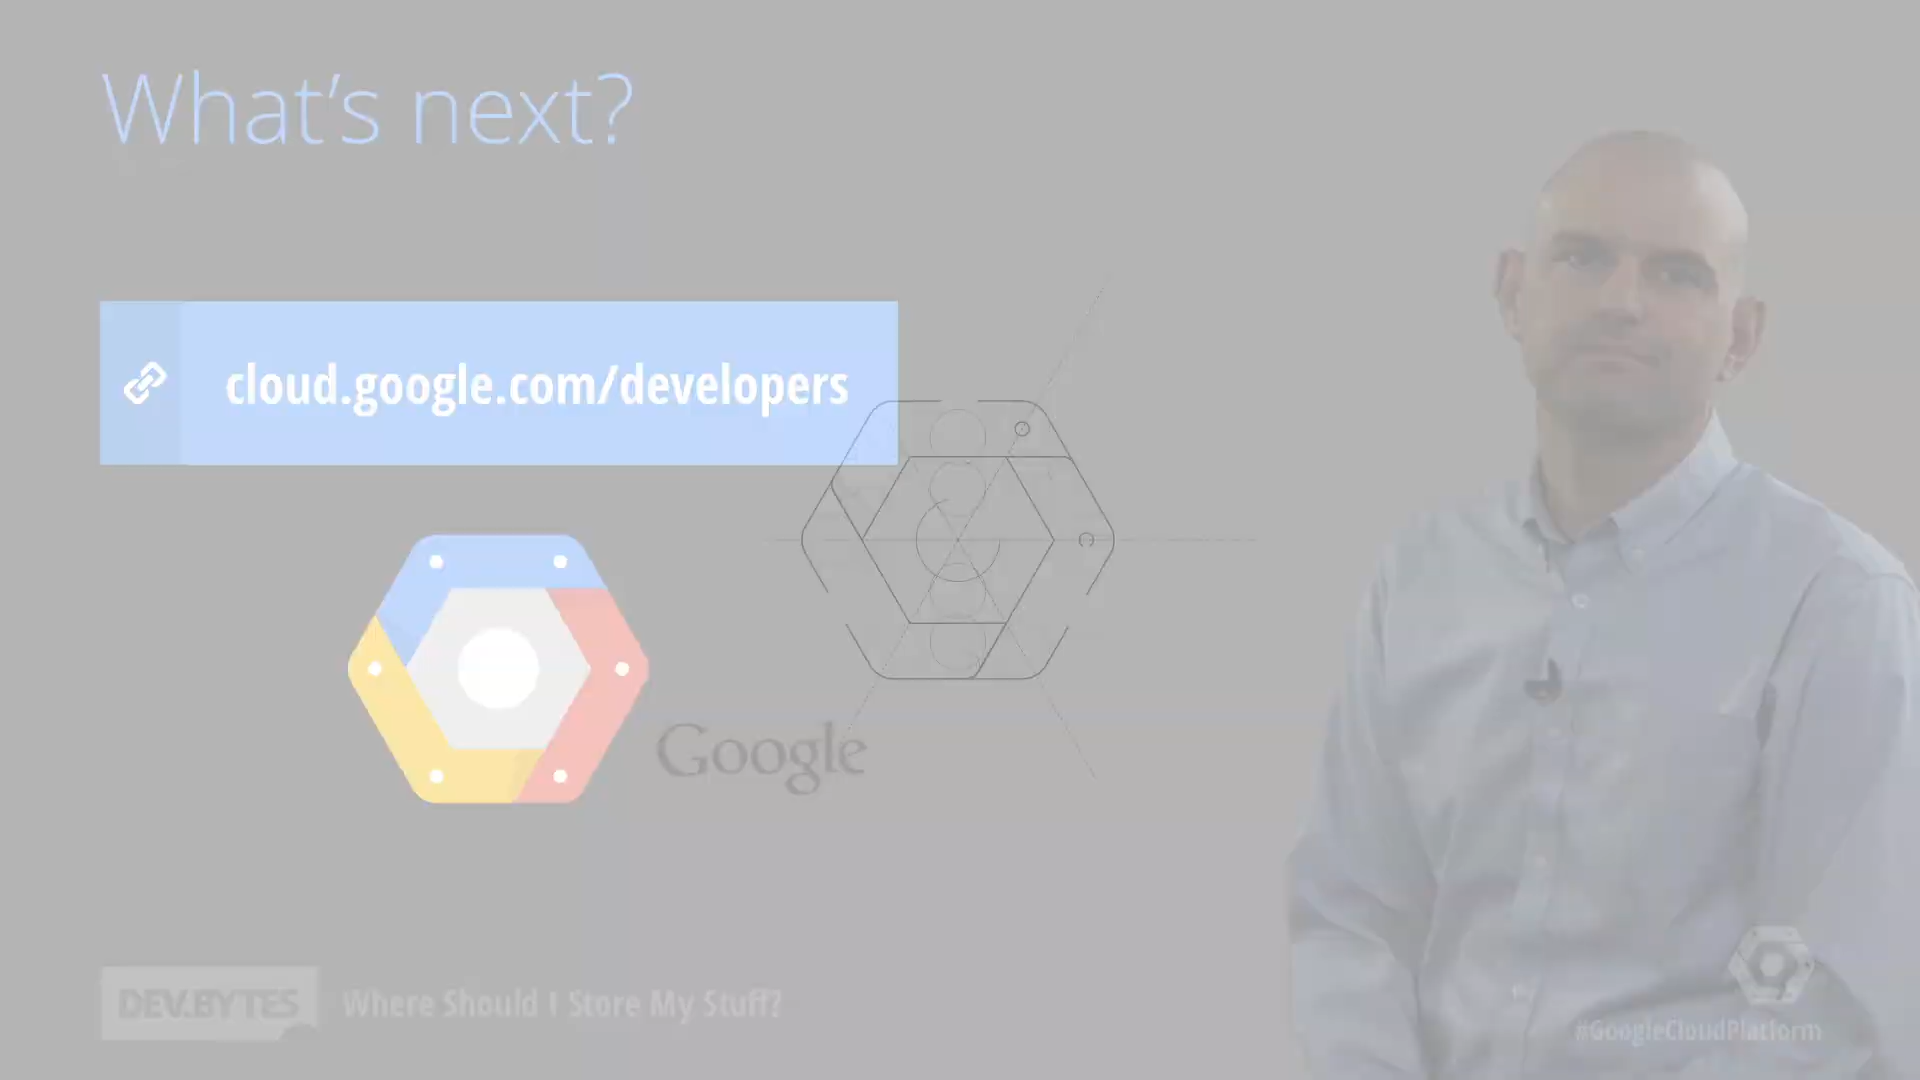 What's next?
cloud.google.com/developers
Google
DEV.BYTES
Where Should I Store My Stuff?
#GoogleCloudPlatform